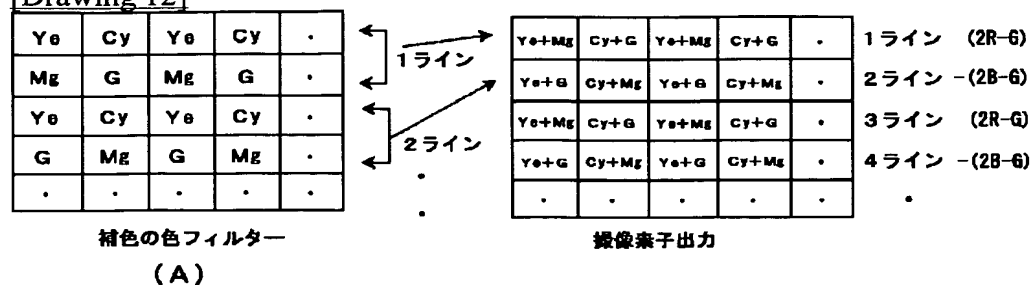 [Drawing 12]
Ye Cy Ye Cy ・
Mg G Mg G ・
Ye Cy Ye Cy ・
G Mg G Mg ・
・ ・ ・ ・ ・
1ライン
2ライン
・
・
補色の色フィルター
(A)
Ye+Mg Cy+G Ye+Mg Cy+G ・ 1ライン (2R-G)
Ye+G Cy+Mg Ye+G Cy+Mg ・ 2ライン -(2B-G)
Ye+Mg Cy+G Ye+Mg Cy+G ・ 3ライン (2R-G)
Ye+G Cy+Mg Ye+G Cy+Mg ・ 4ライン -(2B-G)
・ ・ ・ ・ ・ ・
撮像素子出力